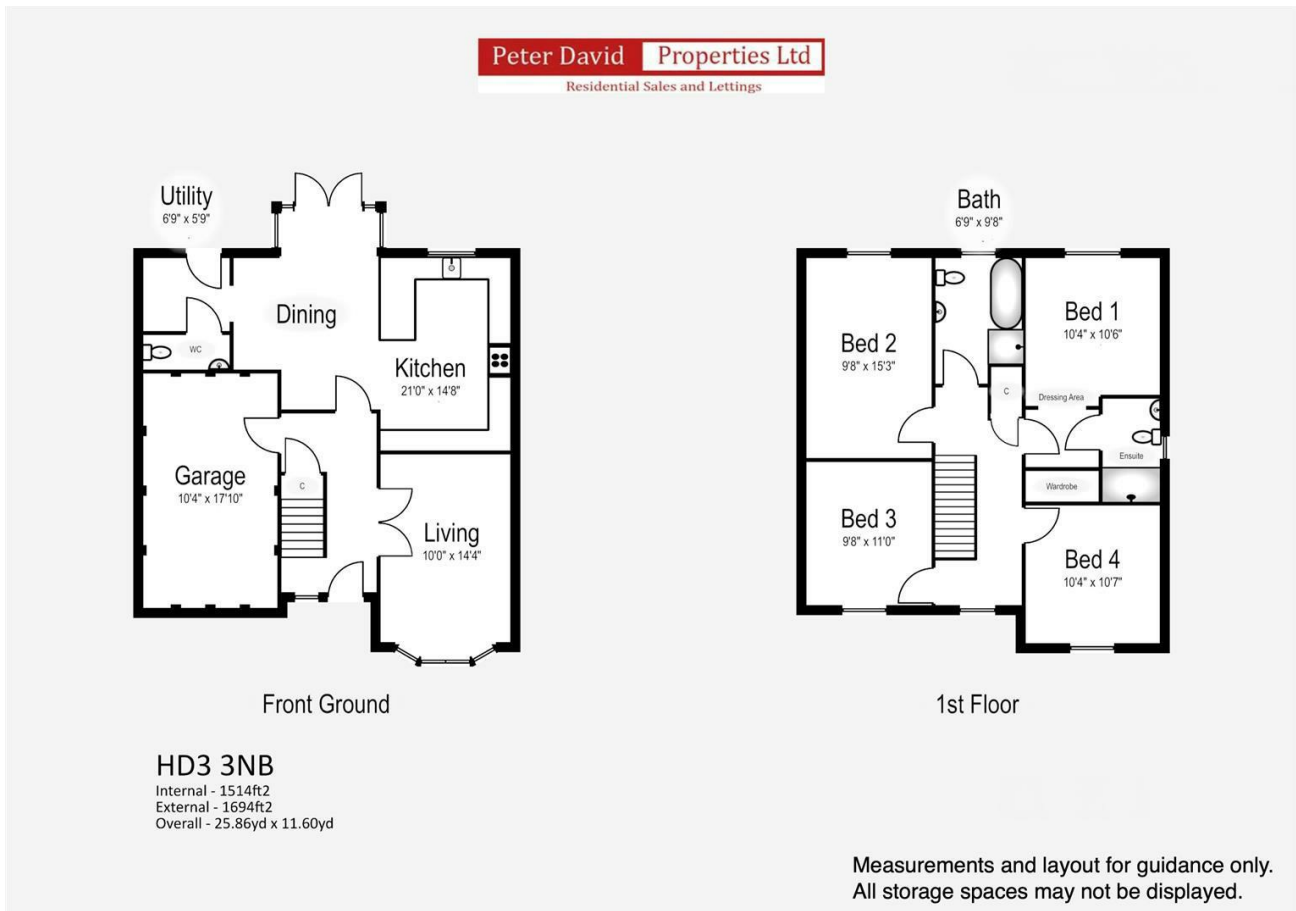 Peter David Properties Ltd
Residential Sales and Lettings
Utility
6'9" x 5'9"
Dining
WC
Kitchen
21'0" x 14'8"
Garage
10'4" x 17'10"
C
Living
10'0" x 14'4"
Front Ground
Bath
6'9" x 9'8"
Bed 1
10'4" x 10'6"
Bed 2
9'8" x 15'3"
C
Dressing Area
Ensuite
Wardrobe
Bed 3
9'8" x 11'0"
Bed 4
10'4" x 10'7"
1st Floor
HD3 3NB
Internal - 1514ft2
External - 1694ft2
Overall - 25.86yd x 11.60yd
Measurements and layout for guidance only.
All storage spaces may not be displayed.